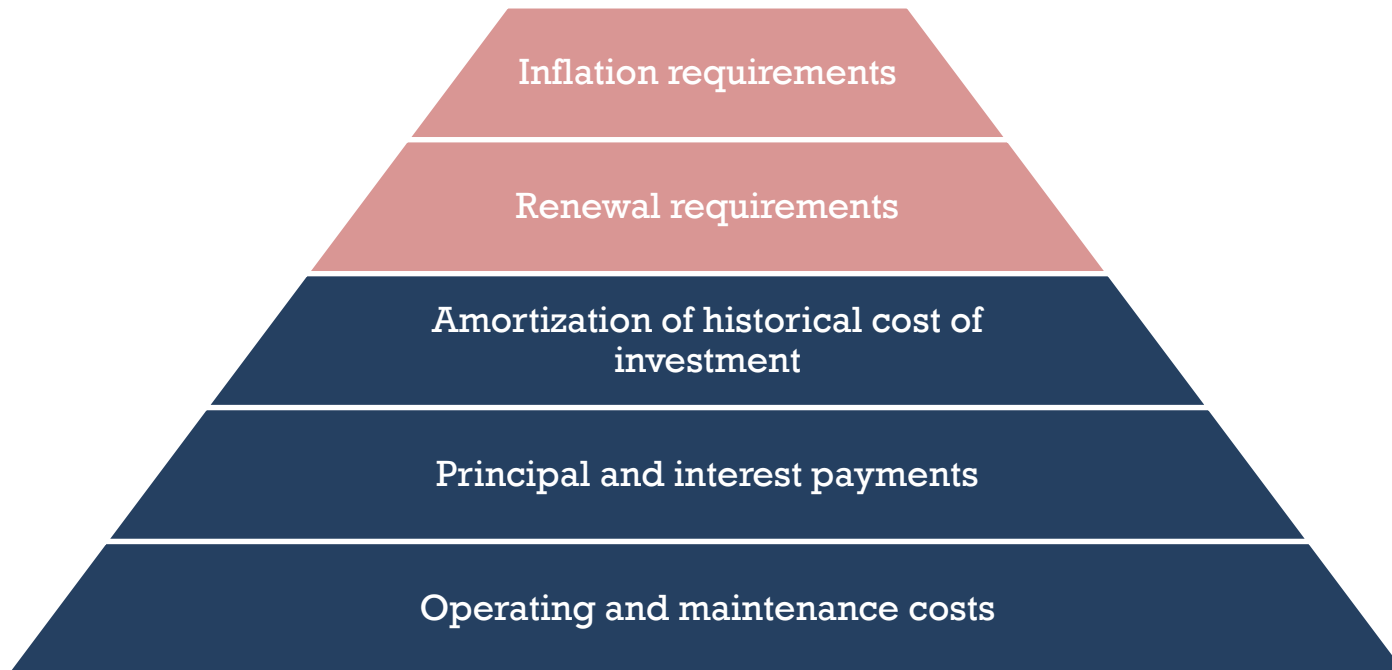 Inflation requirements
Renewal requirements
Amortization of historical cost of
investment
Principal and interest payments
Operating and maintenance costs